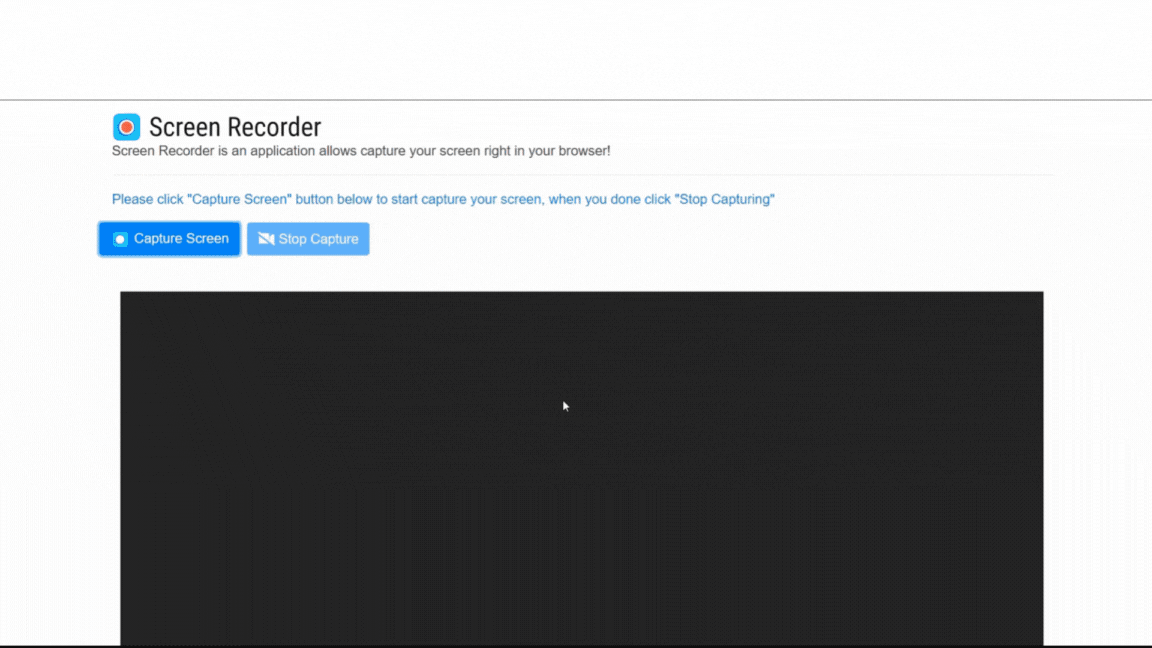 Screen Recorder
Screen Recorder is an application allows capture your screen right in your browser!
Please click "Capture Screen" button below to start capture your screen, when you done click "Stop Capturing"
Capture Screen Stop Capture